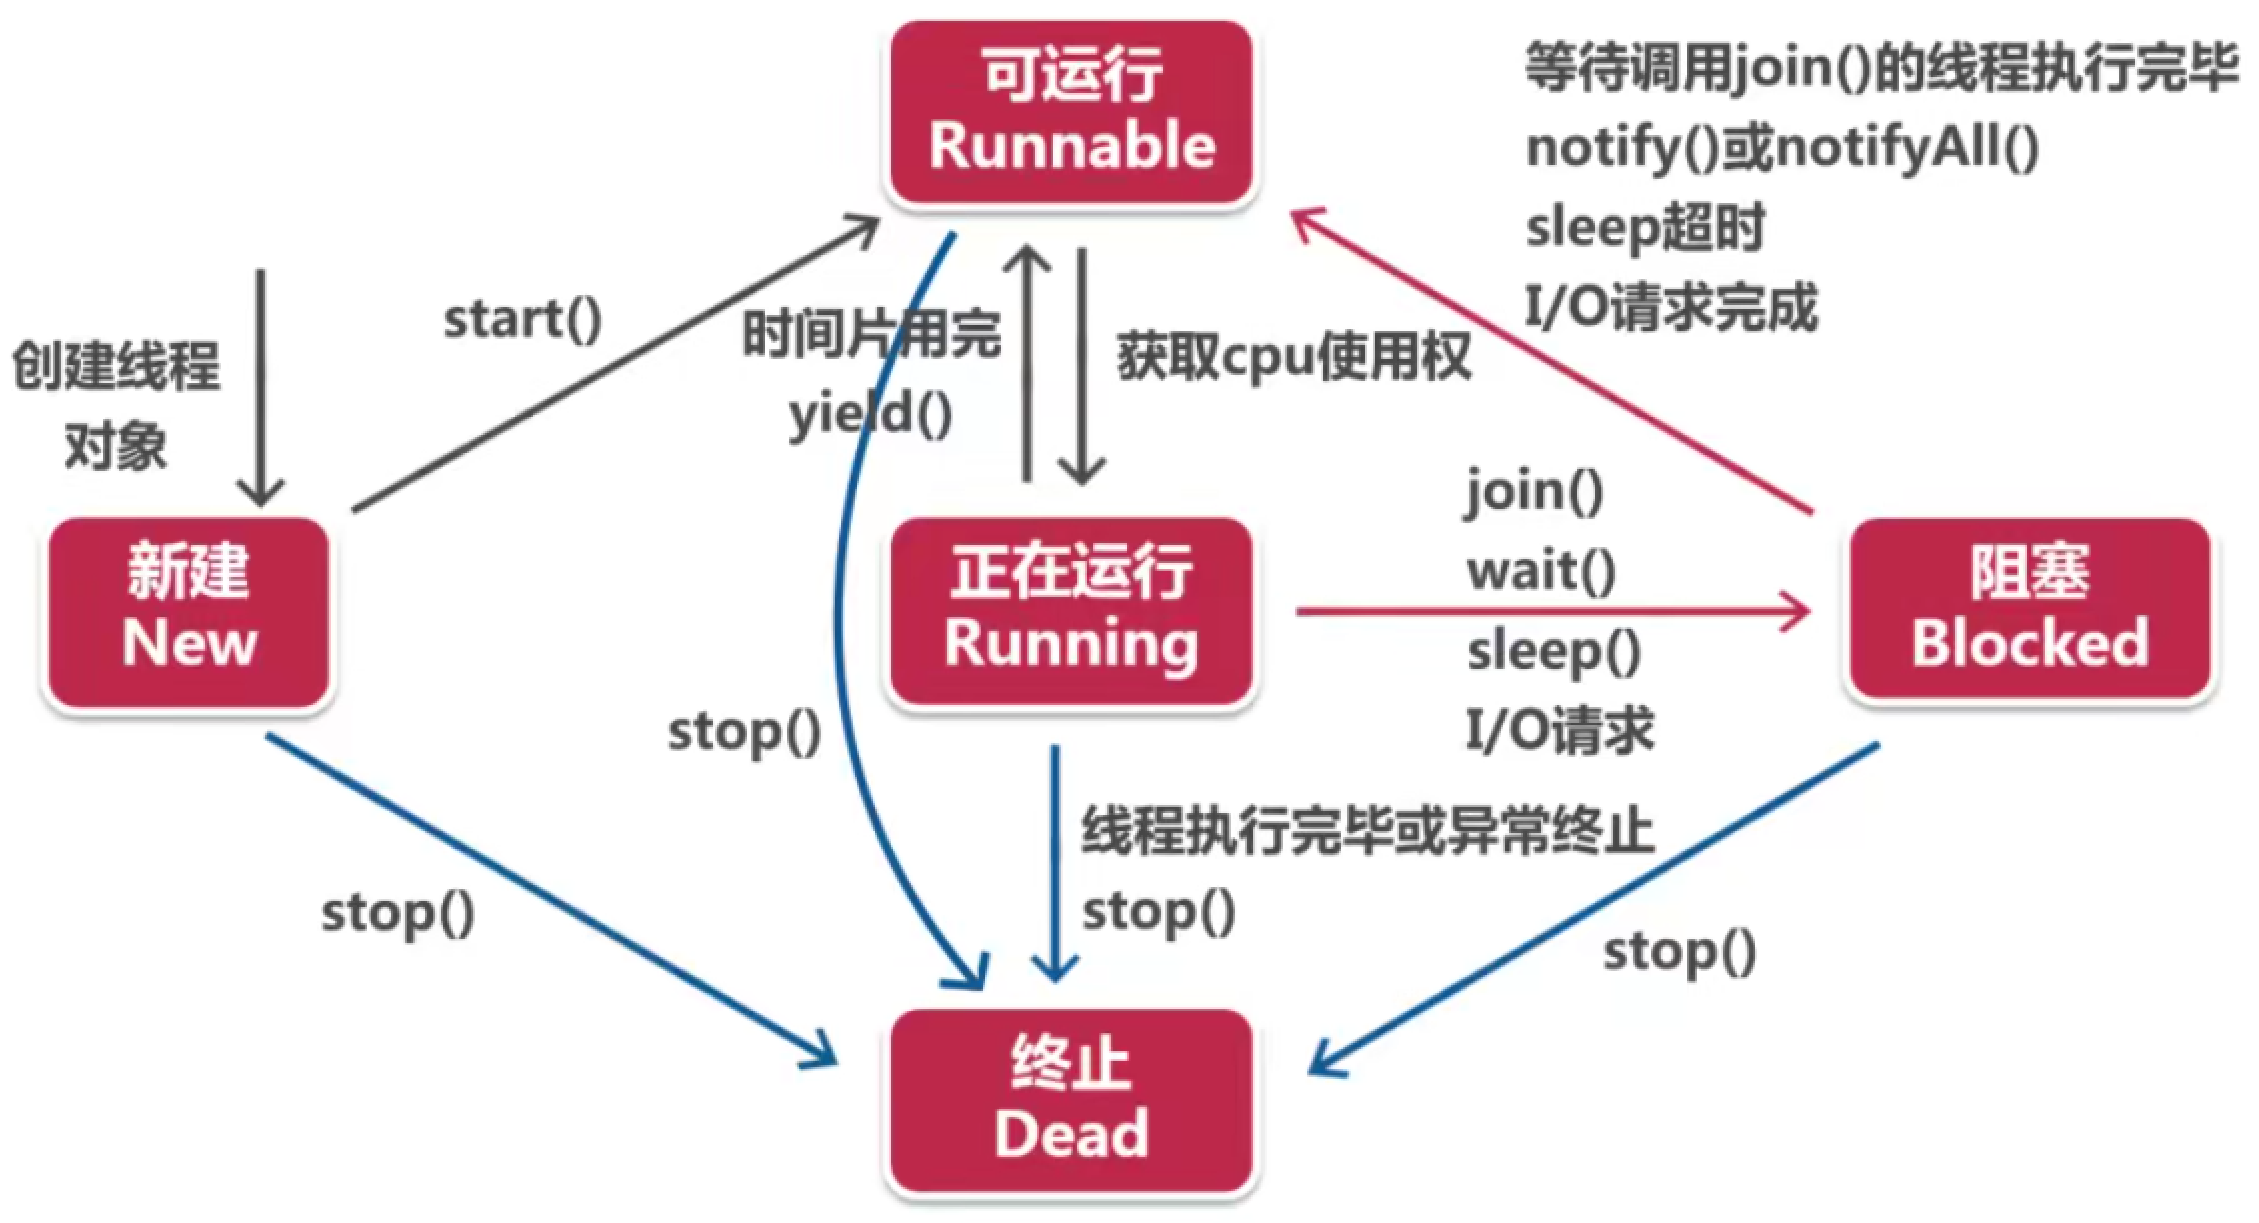 可运行
Runnable
等待调用join()的线程执行完毕
notify()或notifyAll()
sleep超时
I/O请求完成
start()
时间片用完
yield()
获取cpu使用权
创建线程
对象
新建
New
正在运行
Running
join()
wait()
sleep()
I/O请求
阻塞
Blocked
stop()
线程执行完毕或异常终止
stop()
stop()
stop()
终止
Dead